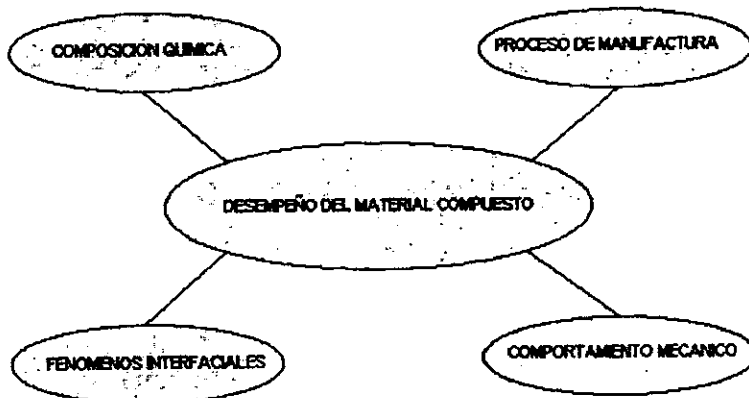 COMPOSICION QUIMICA
PROCESO DE MANUFACTURA
DESEMPEÑO DEL MATERIAL COMPUESTO
FENOMENOS INTERFACIALES
COMPORTAMIENTO MECANICO